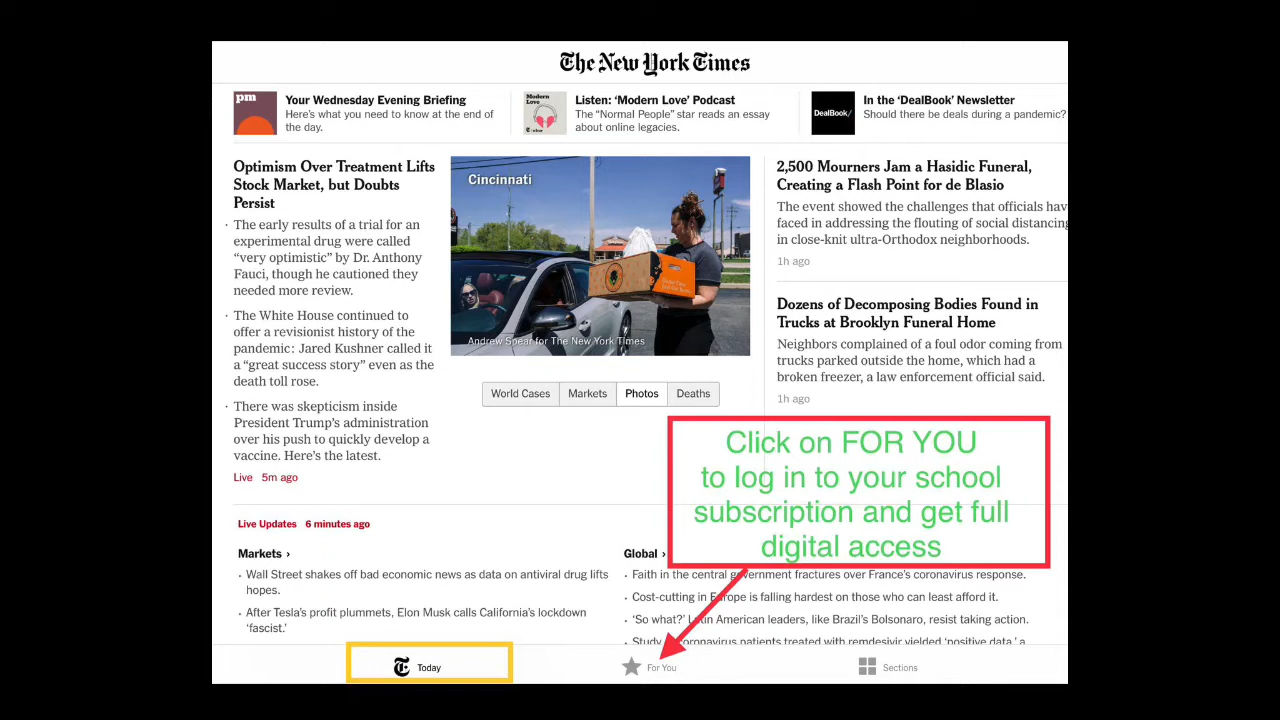 The New York Times
pm
Your Wednesday Evening Briefing
Here's what you need to know at the end of
the day.
Modern
Love
Listen: ‘Modern Love’ Podcast
The “Normal People” star reads an essay
about online legacies.
DealBook/
In the ‘DealBook’ Newsletter
Should there be deals during a pandemic?
Optimism Over Treatment Lifts
Stock Market, but Doubts
Persist
· The early results of a trial for an
experimental drug were called
“very optimistic” by Dr. Anthony
Fauci, though he cautioned they
needed more review.
· The White House continued to
offer a revisionist history of the
pandemic: Jared Kushner called it
a “great success story” even as the
death toll rose.
· There was skepticism inside
President Trump's administration
over his push to quickly develop a
vaccine. Here's the latest.
Live 5m ago
Cincinnati
Andrew Spear for The New York Times
World Cases
Markets
Photos
Deaths
2,500 Mourners Jam a Hasidic Funeral,
Creating a Flash Point for de Blasio
The event showed the challenges that officials hav
faced in addressing the flouting of social distancing
in close-knit ultra-Orthodox neighborhoods.
1h ago
Dozens of Decomposing Bodies Found in
Trucks at Brooklyn Funeral Home
Neighbors complained of a foul odor coming from
trucks parked outside the home, which had a
broken freezer, a law enforcement official said.
1h ago
Click on FOR YOU
to log in to your school
subscription and get full
digital access
Live Updates 6 minutes ago
Markets ›
· Wall Street shakes off bad economic news as data on antiviral drug lifts
hopes.
· After Tesla's profit plummets, Elon Musk calls California's lockdown
‘fascist.’
Global ›
· Faith in the central government fractures over France's coronavirus response.
· Cost-cutting in Europe is falling hardest on those who can least afford it.
· ‘So what?’ Latin American leaders, like Brazil's Bolsonaro, resist taking action.
· Study coronavirus patients treated with remdesivir yielded ‘positive data,’ a
Today
For You
Sections